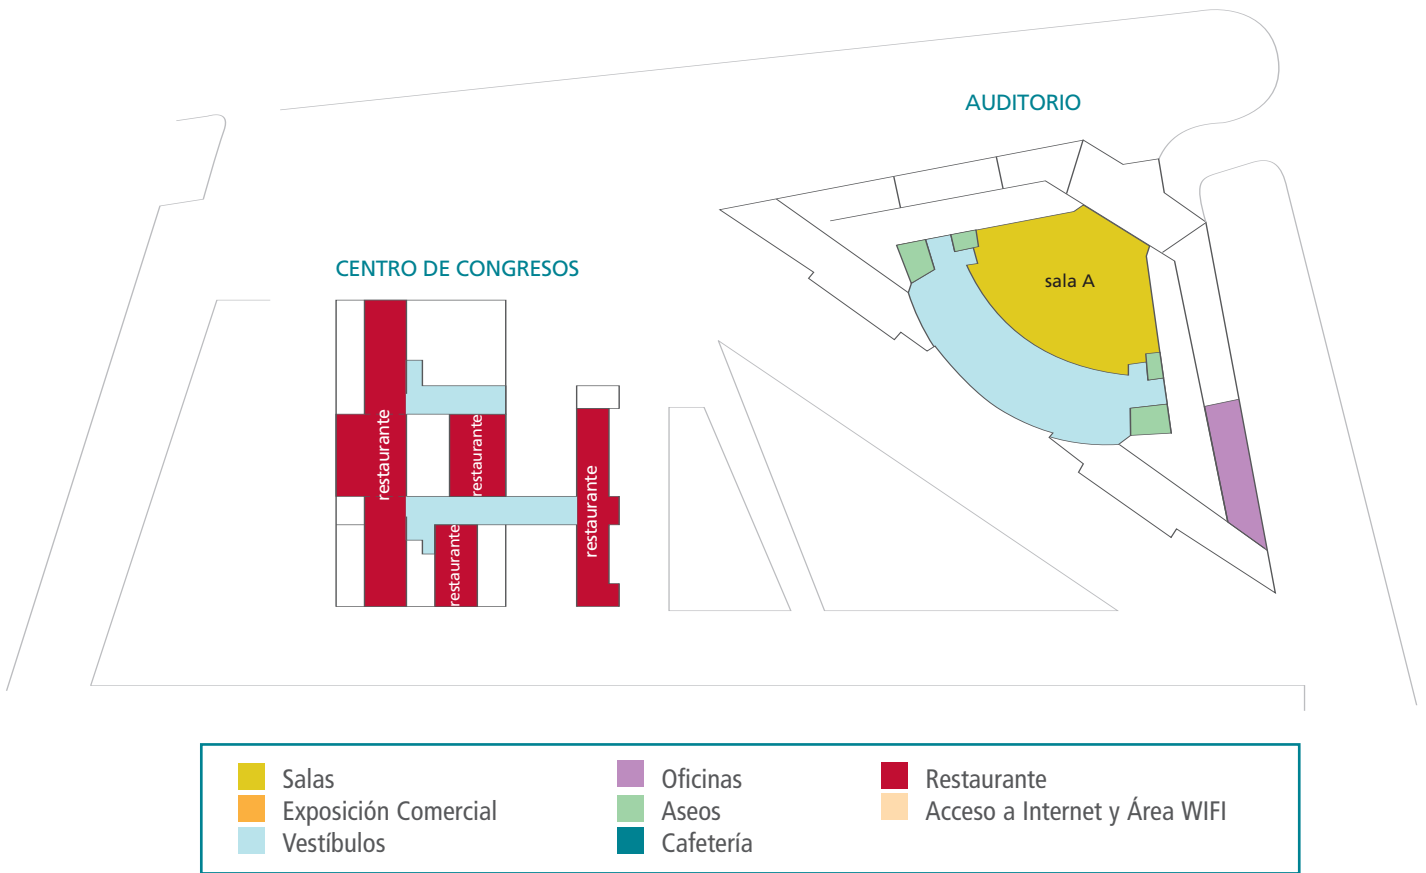 AUDITORIO
CENTRO DE CONGRESOS
sala A
restaurante
restaurante
restaurante
restaurante
Salas
Exposición Comercial
Vestíbulos
Oficinas
Aseos
Cafetería
Restaurante
Acceso a Internet y Área WIFI